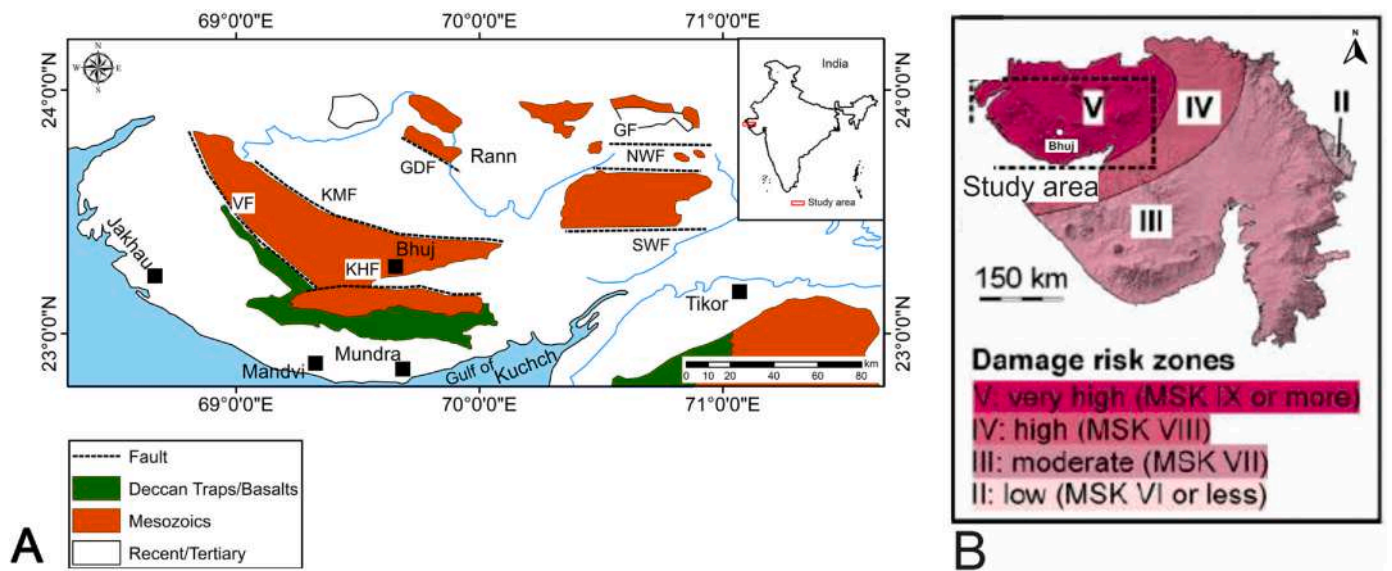 69°0'0"E 70°0'0"E 71°0'0"E
N
W E
S
India
Study area
24°0'0"N
24°0'0"N
GF
NWF
Rann
GDF
KMF
VF
SWF
Jakhau
Bhuj
KHF
Tikor
23°0'0"N
23°0'0"N
Mundra
Mandvi
Gulf of
Kuchch
km
0 10 20 40 60 80
69°0'0"E 70°0'0"E 71°0'0"E
Fault
Deccan Traps/Basalts
Mesozoics
Recent/Tertiary
A
N
V
IV
II
Bhuj
Study area
III
150 km
Damage risk zones
V: very high (MSK IX or more)
IV: high (MSK VIII)
III: moderate (MSK VII)
II: low (MSK VI or less)
B